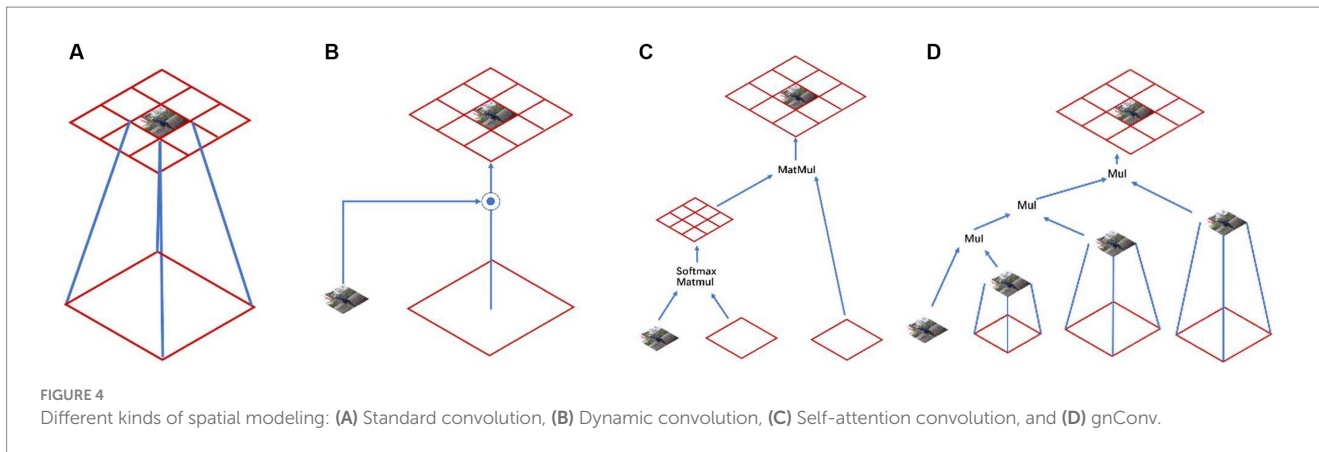 A
B
C
D
MatMul
Mul
Mul
Mul
Softmax
Matmul
FIGURE 4
Different kinds of spatial modeling: (A) Standard convolution, (B) Dynamic convolution, (C) Self-attention convolution, and (D) gnConv.